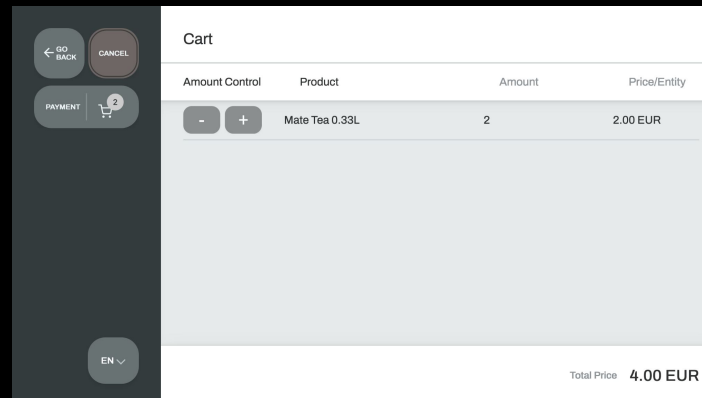 GO
BACK
CANCEL
PAYMENT
2
EN
Cart
Amount Control Product Amount Price/Entity
- + Mate Tea 0.33L 2 2.00 EUR
Total Price 4.00 EUR